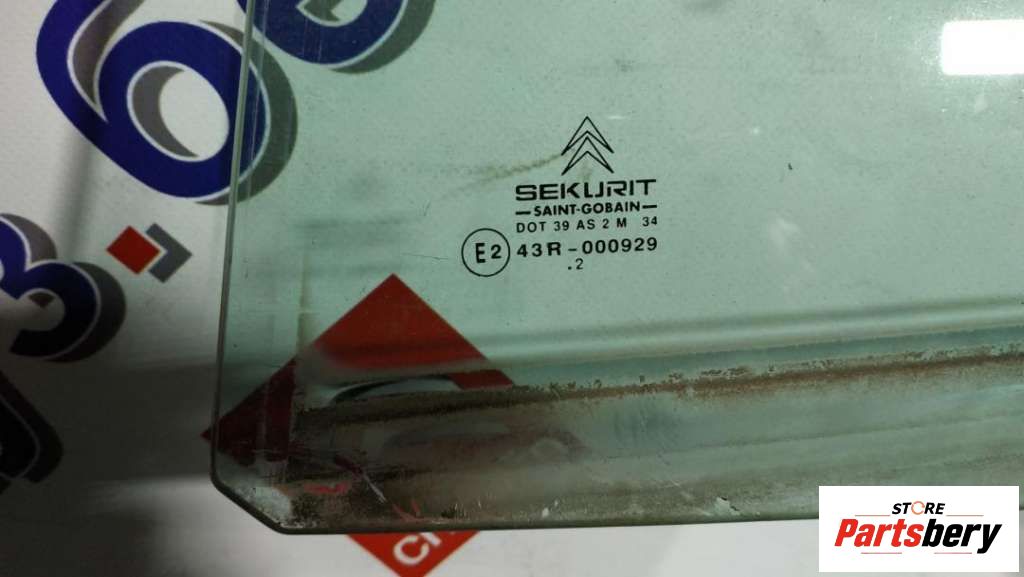 SEKURIT
SAINT-GOBAIN
DOT 39 AS 2 M 34
E2 43R-000929
.2
STORE
Partsbery